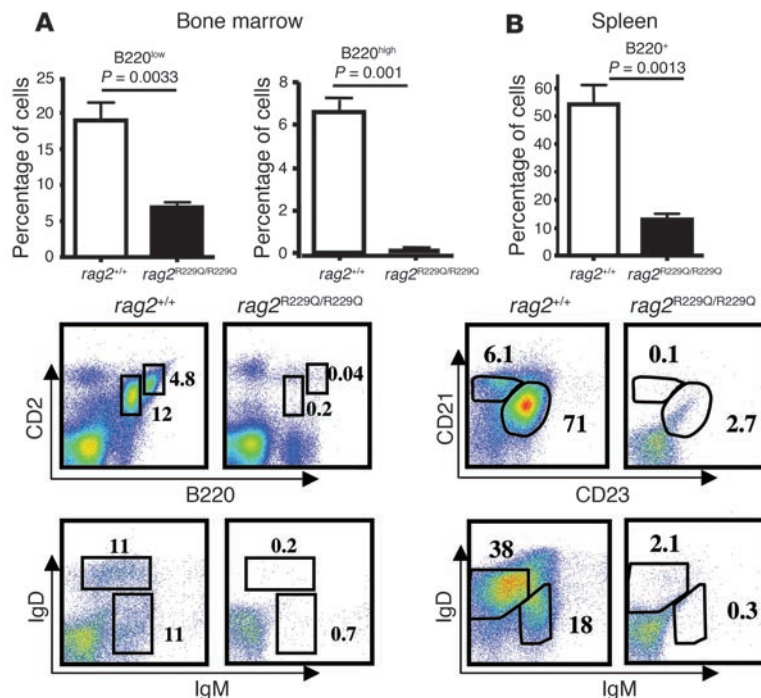 A Bone marrow
B220low
P = 0.0033
Percentage of cells
25
20
15
10
5
0
rag2+/+ rag2R229Q/R229Q
B220high
P = 0.001
Percentage of cells
8
6
4
2
0
rag2+/+ rag2R229Q/R229Q
B Spleen
B220+
P = 0.0013
Percentage of cells
60
50
40
30
20
10
0
rag2+/+ rag2R229Q/R229Q
rag2+/+ rag2R229Q/R229Q
CD2
4.8
12
0.04
0.2
B220
IgD
11
11
0.2
0.7
IgM
rag2+/+ rag2R229Q/R229Q
CD21
6.1
71
0.1
2.7
CD23
IgD
38
18
2.1
0.3
IgM